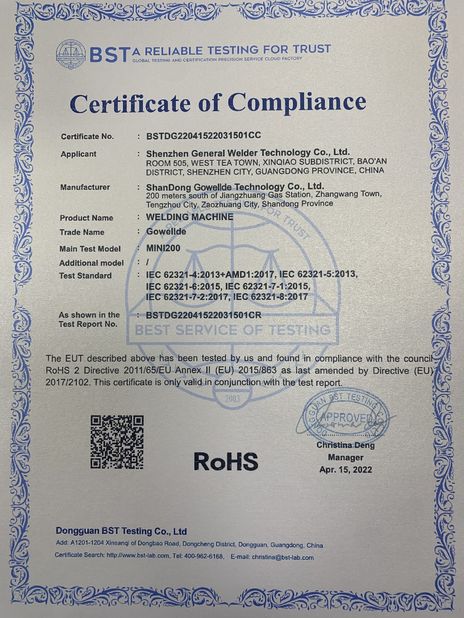 BST A RELIABLE TESTING FOR TRUST
GLOBAL TESTING AND CERTIFICATION PRECISION SERVICE CLOUD FACTORY
Certificate of Compliance
Certificate No. : BSTDG22041522031501CC
Applicant : Shenzhen General Welder Technology Co., Ltd.
ROOM 505, WEST TEA TOWN, XINQIAO SUBDISTRICT, BAO'AN
DISTRICT, SHENZHEN CITY, GUANGDONG PROVINCE, CHINA
Manufacturer : ShanDong Gowellde Technology Co., Ltd.
200 meters south of Jiangzhuang Gas Station, Zhangwang Town,
Tengzhou City, Zaozhuang City, Shandong Province
Product Name : WELDING MACHINE
Trade Name : Gowellde
Main Test Model : MINI200
Additional model : /
Test Standard : IEC 62321-4:2013+AMD1:2017, IEC 62321-5:2013,
IEC 62321-6:2015, IEC 62321-7-1:2015,
IEC 62321-7-2:2017, IEC 62321-8:2017
As shown in the
Test Report No. : BSTDG22041522031501CR
BEST SERVICE OF TESTING
The EUT described above has been tested by us and found in compliance with the council
RoHS 2 Directive 2011/65/EU Annex II (EU) 2015/863 as last amended by Directive (EU)
2017/2102. This certificate is only valid in conjunction with the test report.
2003
APPROVED
RoHS
Christina Deng
Manager
Apr. 15, 2022
Dongguan BST Testing Co., Ltd
Add: A1201-1204 Xinsanqi of Dongbao Road, Dongcheng District, Dongguan, Guangdong, China
Certificate Search: http://www.bst-lab.com, Tel: 400-962-6168, E-mail: christina@bst-lab.com